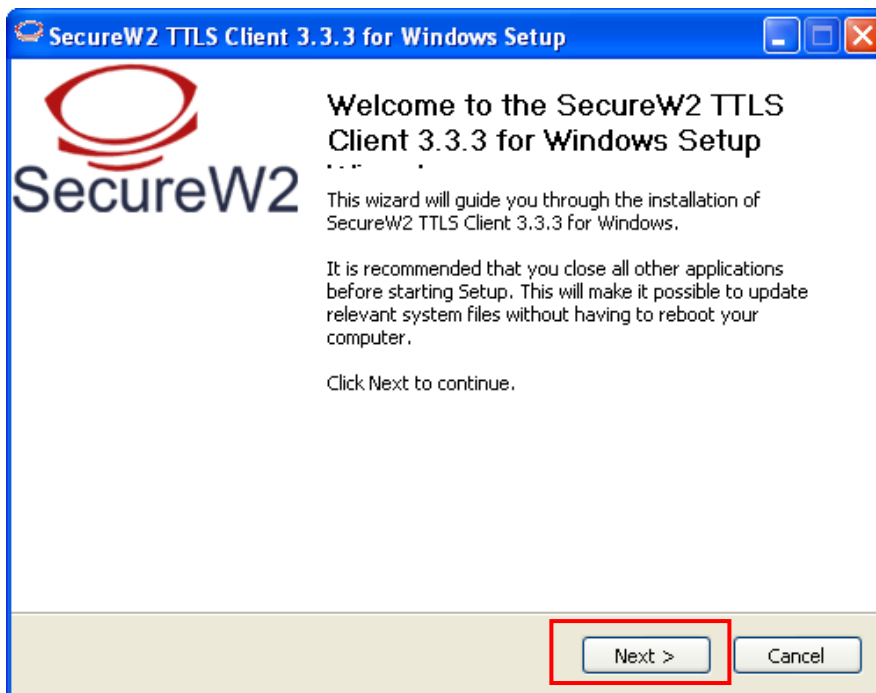 SecureW2 TTLS Client 3.3.3 for Windows Setup
SecureW2
Welcome to the SecureW2 TTLS
Client 3.3.3 for Windows Setup
This wizard will guide you through the installation of
SecureW2 TTLS Client 3.3.3 for Windows.
It is recommended that you close all other applications
before starting Setup. This will make it possible to update
relevant system files without having to reboot your
computer.
Click Next to continue.
Next >
Cancel